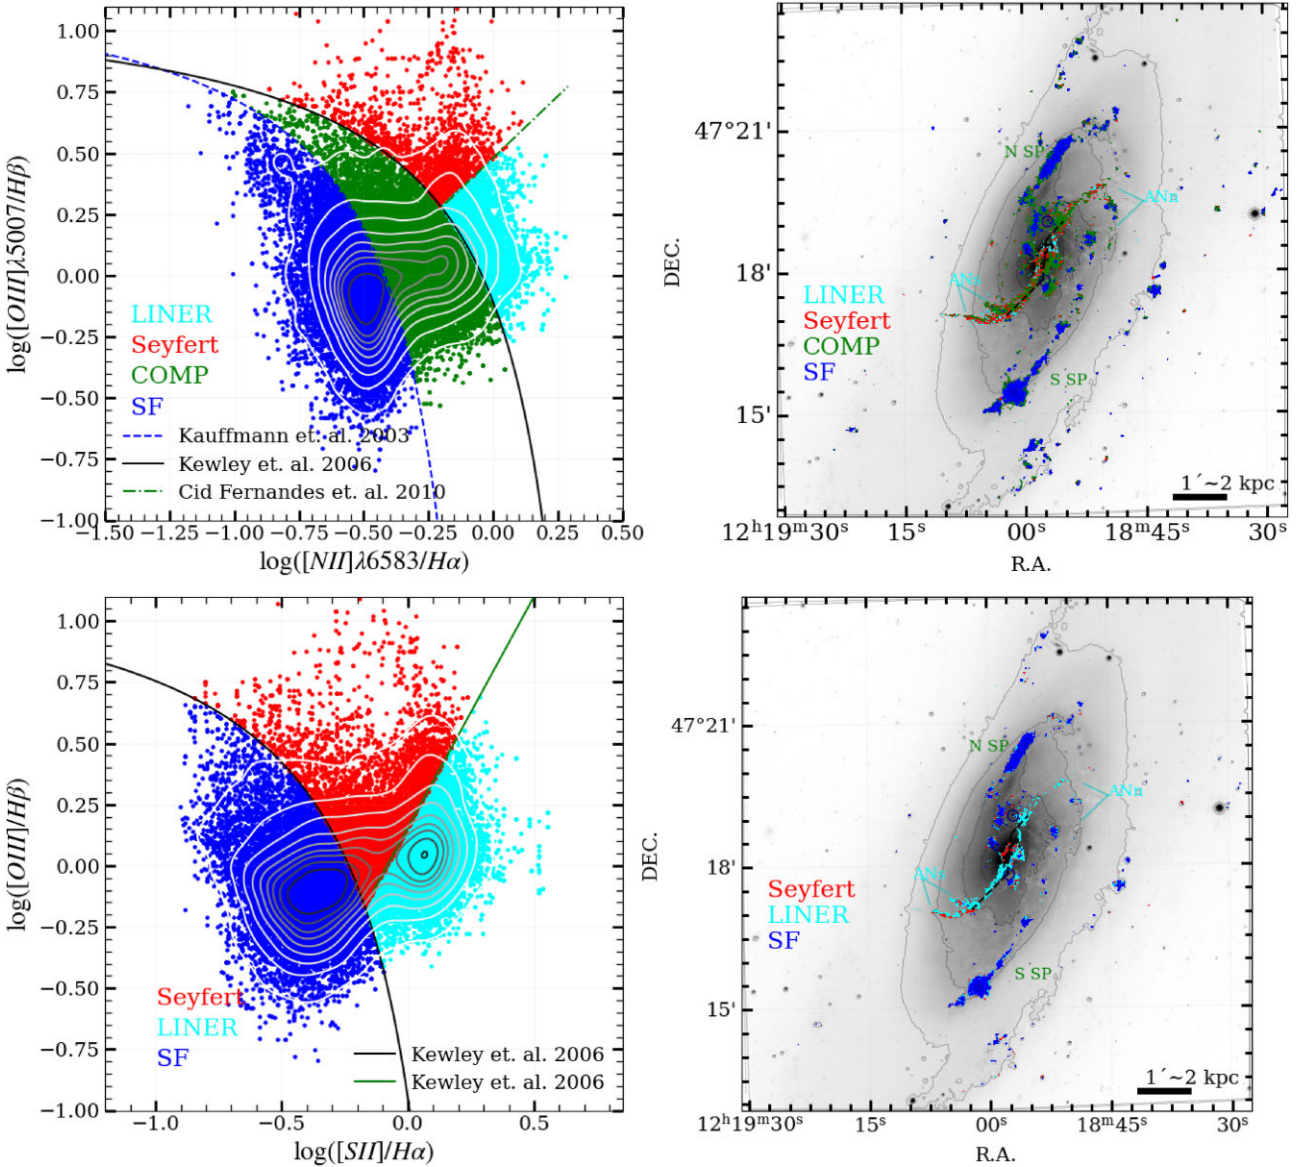 1.00
0.75
0.50
0.25
0.00
−0.25
−0.50
−0.75
−1.00
log([OIII]λ5007/Hβ)
LINER
Seyfert
COMP
SF
Kauffmann et. al. 2003
Kewley et. al. 2006
Cid Fernandes et. al. 2010
−1.50 −1.25 −1.00 −0.75 −0.50 −0.25 0.00 0.25 0.50
log([NII]λ6583/Hα)
47°21'
18'
15'
DEC.
N SP
ANn
ANs
S SP
LINER
Seyfert
COMP
SF
1´~2 kpc
12ʰ19ᵐ30ˢ 15ˢ 00ˢ 18ᵐ45ˢ 30ˢ
R.A.
1.00
0.75
0.50
0.25
0.00
−0.25
−0.50
−0.75
−1.00
log([OIII]/Hβ)
Seyfert
LINER
SF
Kewley et. al. 2006
Kewley et. al. 2006
−1.0 −0.5 0.0 0.5
log([SII]/Hα)
47°21'
18'
15'
DEC.
N SP
ANn
ANs
S SP
Seyfert
LINER
SF
1´~2 kpc
12ʰ19ᵐ30ˢ 15ˢ 00ˢ 18ᵐ45ˢ 30ˢ
R.A.